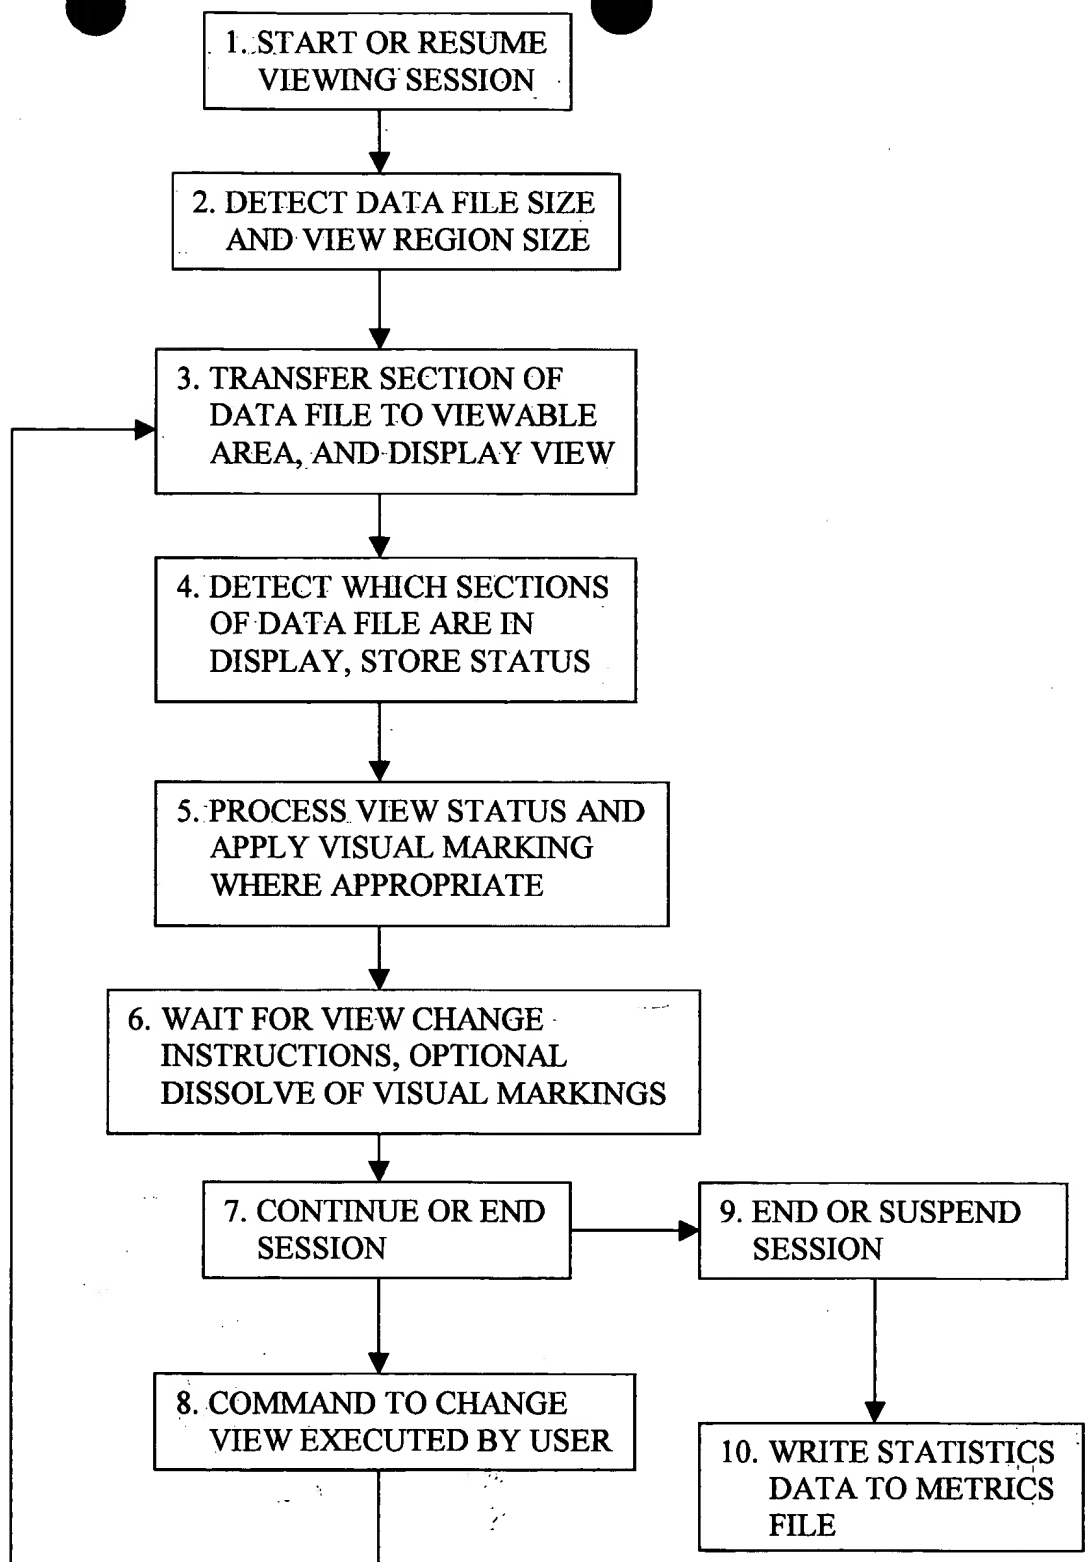 1. START OR RESUME
VIEWING SESSION
2. DETECT DATA FILE SIZE
AND VIEW REGION SIZE
3. TRANSFER SECTION OF
DATA FILE TO VIEWABLE
AREA, AND DISPLAY VIEW
4. DETECT WHICH SECTIONS
OF DATA FILE ARE IN
DISPLAY, STORE STATUS
5. PROCESS VIEW STATUS AND
APPLY VISUAL MARKING
WHERE APPROPRIATE
6. WAIT FOR VIEW CHANGE
INSTRUCTIONS, OPTIONAL
DISSOLVE OF VISUAL MARKINGS
7. CONTINUE OR END
SESSION
9. END OR SUSPEND
SESSION
8. COMMAND TO CHANGE
VIEW EXECUTED BY USER
10. WRITE STATISTICS
DATA TO METRICS
FILE